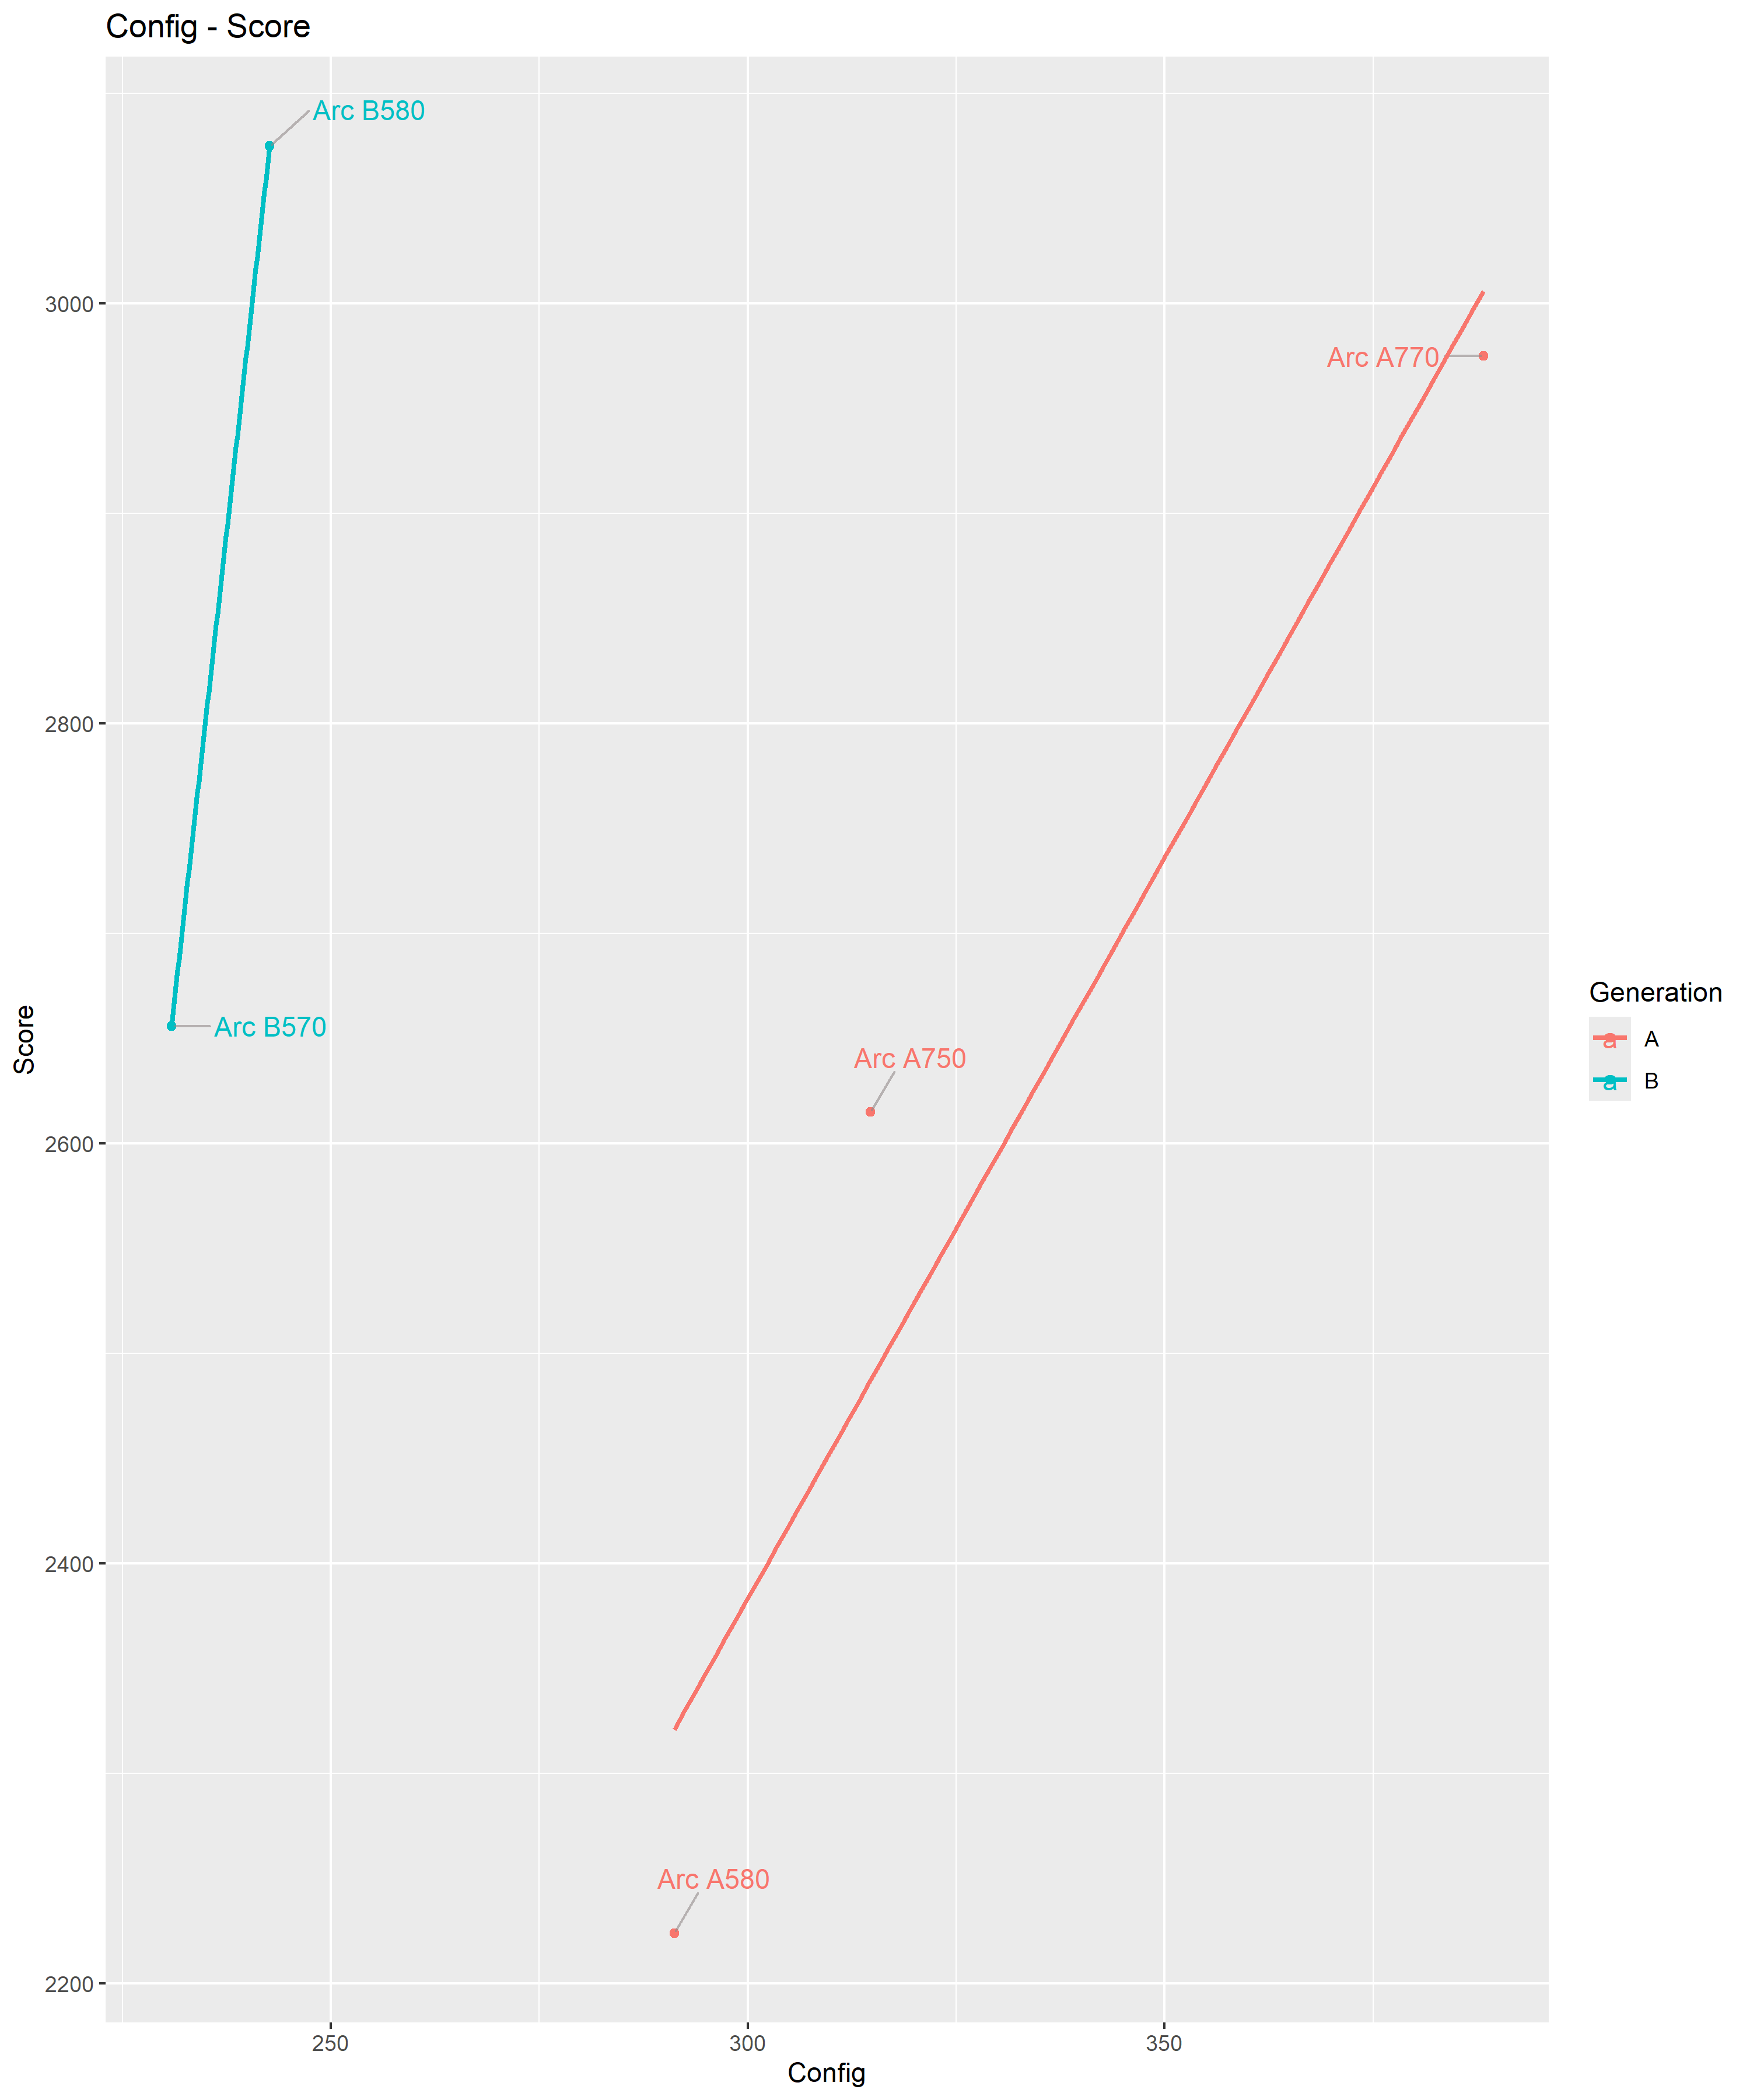 Config - Score
Arc B580
3000
Arc A770
2800
Score
Arc B570
Arc A750
Generation
a A
a B
2600
2400
Arc A580
2200
250 300 350
Config